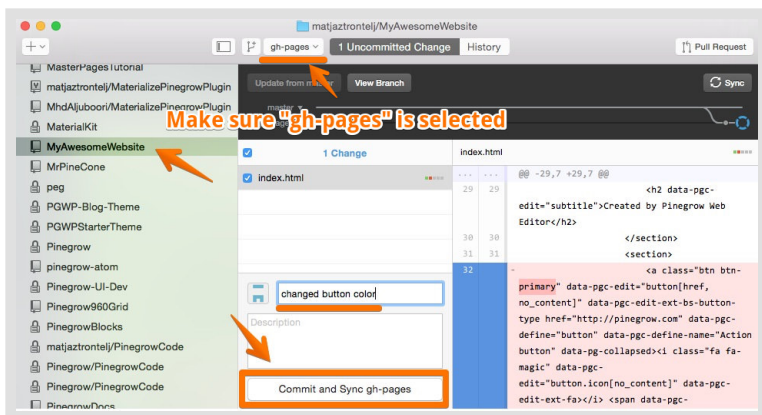 matjaztrontelj/MyAwesomeWebsite
gh-pages
1 Uncommitted Change
History
Pull Request
MasterPagesTutorial
matjaztrontelj/MaterializePinegrowPlugin
MhdAljuboori/MaterializePinegrowPlugin
MaterialKit
MyAwesomeWebsite
MrPineCone
peg
PGWP-Blog-Theme
PGWPStarterTheme
Pinegrow
pinegrow-atom
Pinegrow-UI-Dev
Pinegrow960Grid
PinegrowBlocks
matjaztrontelj/PinegrowCode
Pinegrow/PinegrowCode
Pinegrow/PinegrowCode
PinegrowDocs
Update from master
View Branch
Sync
master
Make sure "gh-pages" is selected
1 Change
index.html
index.html
... ... @@ -29,7 +29,7 @@
29 29 <h2 data-pgc-
edit="subtitle">Created by Pinegrow Web
Editor</h2>
30 30 </section>
31 31 <section>
32 - <a class="btn btn-
primary" data-pgc-edit="button[href,
no_content]" data-pgc-edit-ext-bs-button-
type href="http://pinegrow.com" data-pgc-
define="button" data-pgc-define-name="Action
button" data-pg-collapsed><i class="fa fa-
magic" data-pgc-
edit="button.icon[no_content]" data-pgc-
edit-ext-fa></i> <span data-pgc-
changed button color
Description
Commit and Sync gh-pages